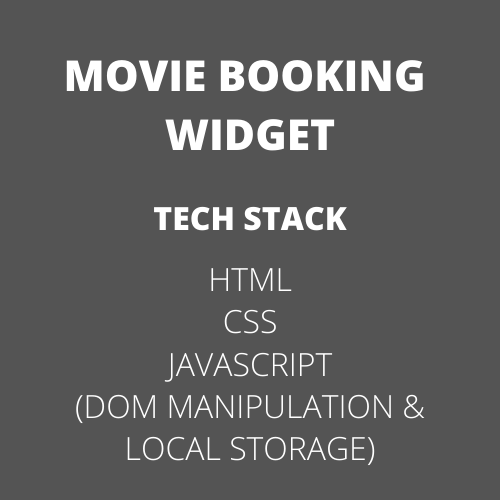 MOVIE BOOKING
WIDGET
TECH STACK
HTML
CSS
JAVASCRIPT
(DOM MANIPULATION &
LOCAL STORAGE)